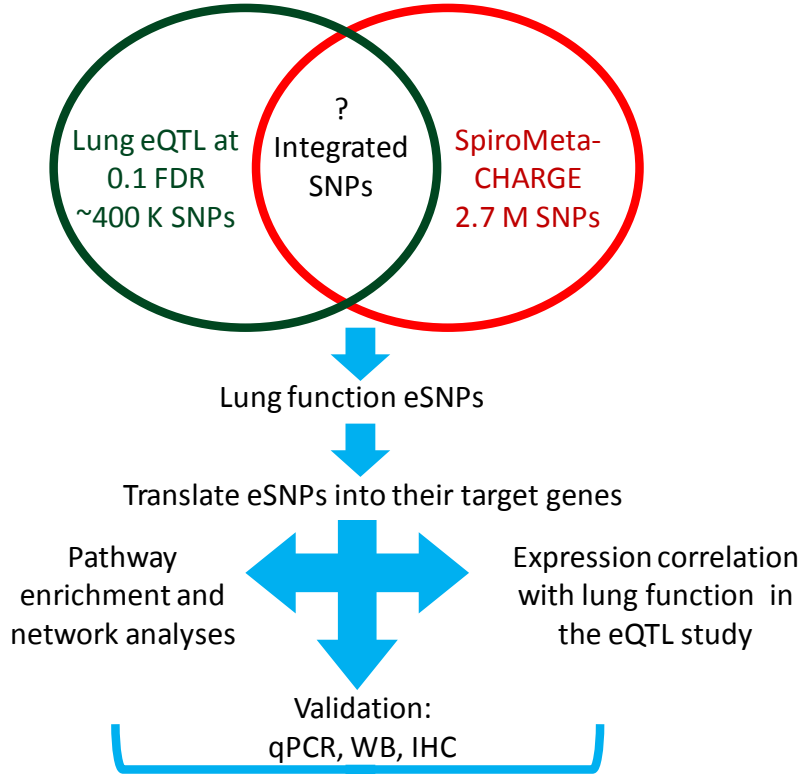 Lung eQTL at
0.1 FDR
~400 K SNPs
?
Integrated
SNPs
SpiroMeta-
CHARGE
2.7 M SNPs
Lung function eSNPs
Translate eSNPs into their target genes
Pathway
enrichment and
network analyses
Expression correlation
with lung function in
the eQTL study
Validation:
qPCR, WB, IHC